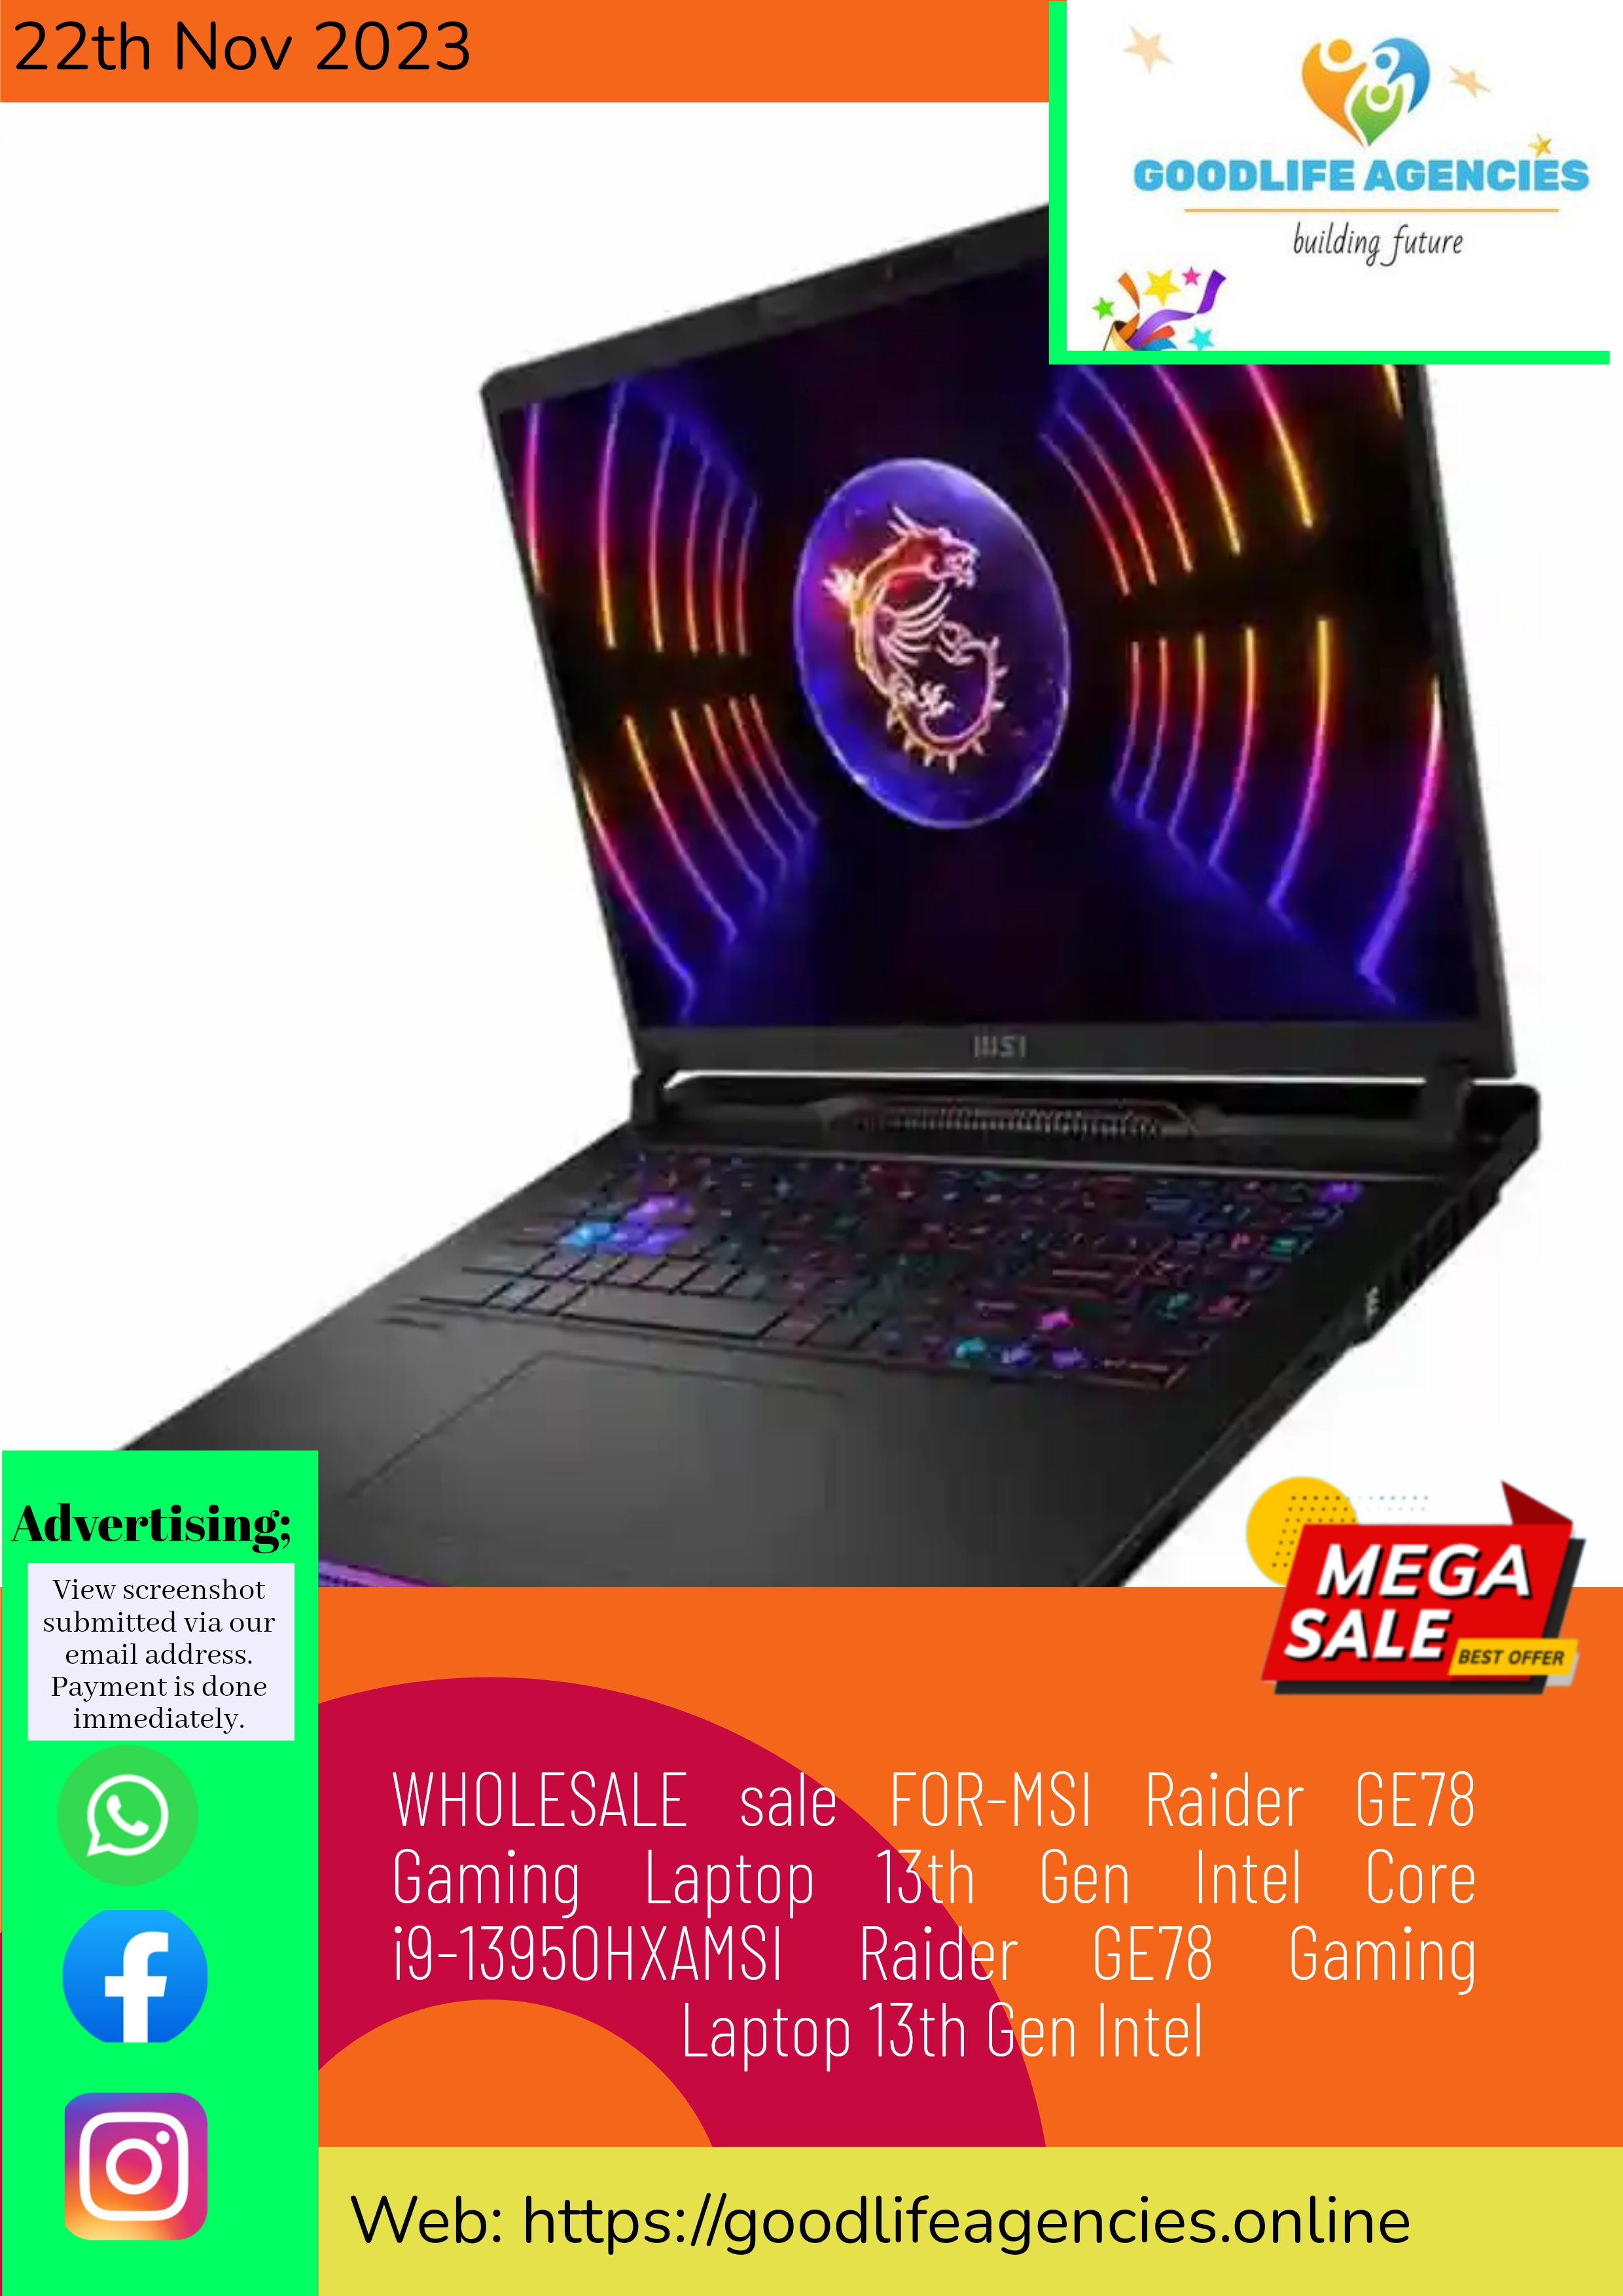 22th Nov 2023
GOODLIFE AGENCIES
building future
msi
Advertising;
View screenshot
submitted via our
email address.
Payment is done
immediately.
MEGA
SALE
BEST OFFER
WHOLESALE sale FOR-MSI Raider GE78
Gaming Laptop 13th Gen Intel Core
i9-13950HXAMSI Raider GE78 Gaming
Laptop 13th Gen Intel
Web: https://goodlifeagencies.online